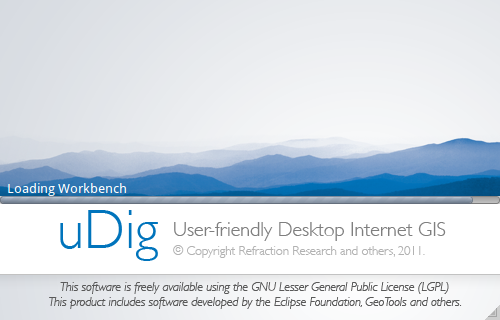 Loading Workbench
uDig
User-friendly Desktop Internet GIS
© Copyright Refraction Research and others, 2011.
This software is freely available using the GNU Lesser General Public License (LGPL)
This product includes software developed by the Eclipse Foundation, GeoTools and others.